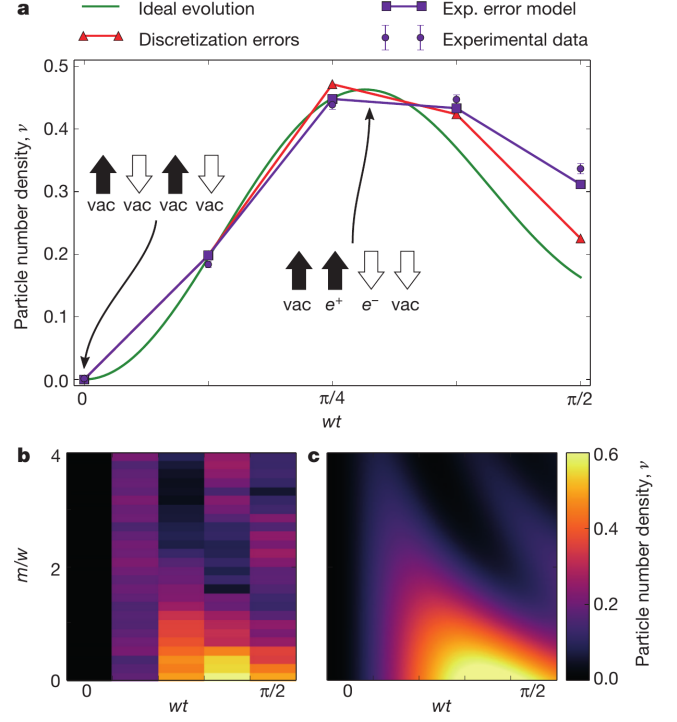 a
Ideal evolution
Exp. error model
Discretization errors
Experimental data
0.5
0.4
0.3
0.2
0.1
0.0
Particle number density, ν
vac vac vac vac
vac e⁺ e⁻ vac
0 π/4 π/2
wt
b
4
2
0
m/w
0 π/2
wt
c
0 π/2
wt
0.6
0.4
0.2
0.0
Particle number density, ν